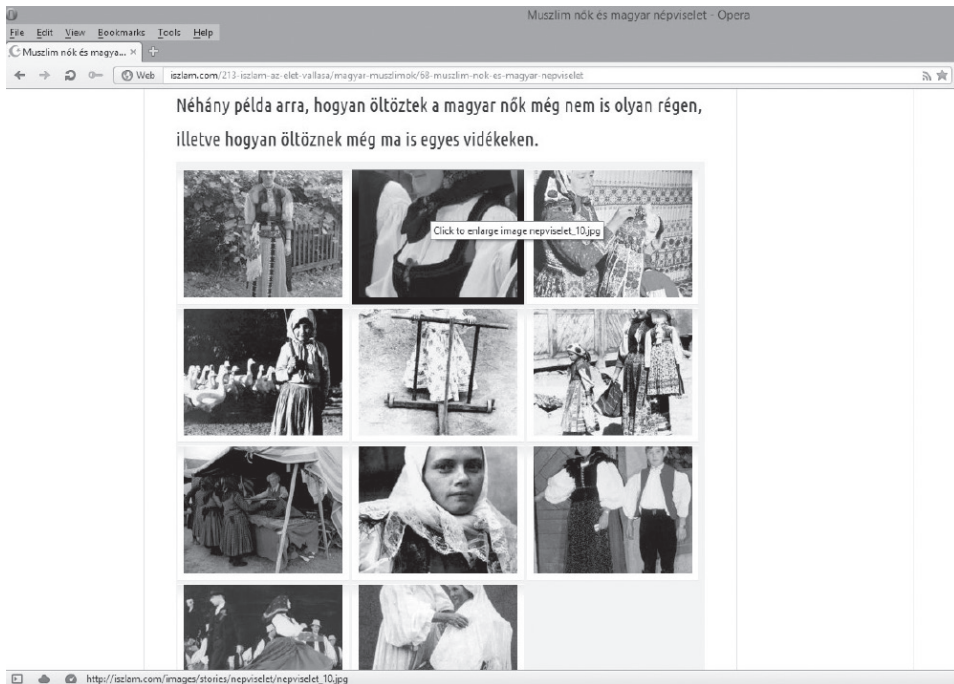 Muszlim nők és magyar népviselet - Opera
File Edit View Bookmarks Tools Help
Muszlim nők és magya... ×
Web iszlam.com/213-iszlam-az-elet-vallasa/magyar-muszlimok/68-muszlim-nok-es-magyar-nepviselet
Néhány példa arra, hogyan öltöztek a magyar nők még nem is olyan régen,
illetve hogyan öltöznek még ma is egyes vidékeken.
Click to enlarge image nepviselet_10.jpg
http://iszlam.com/images/stories/nepviselet/nepviselet_10.jpg